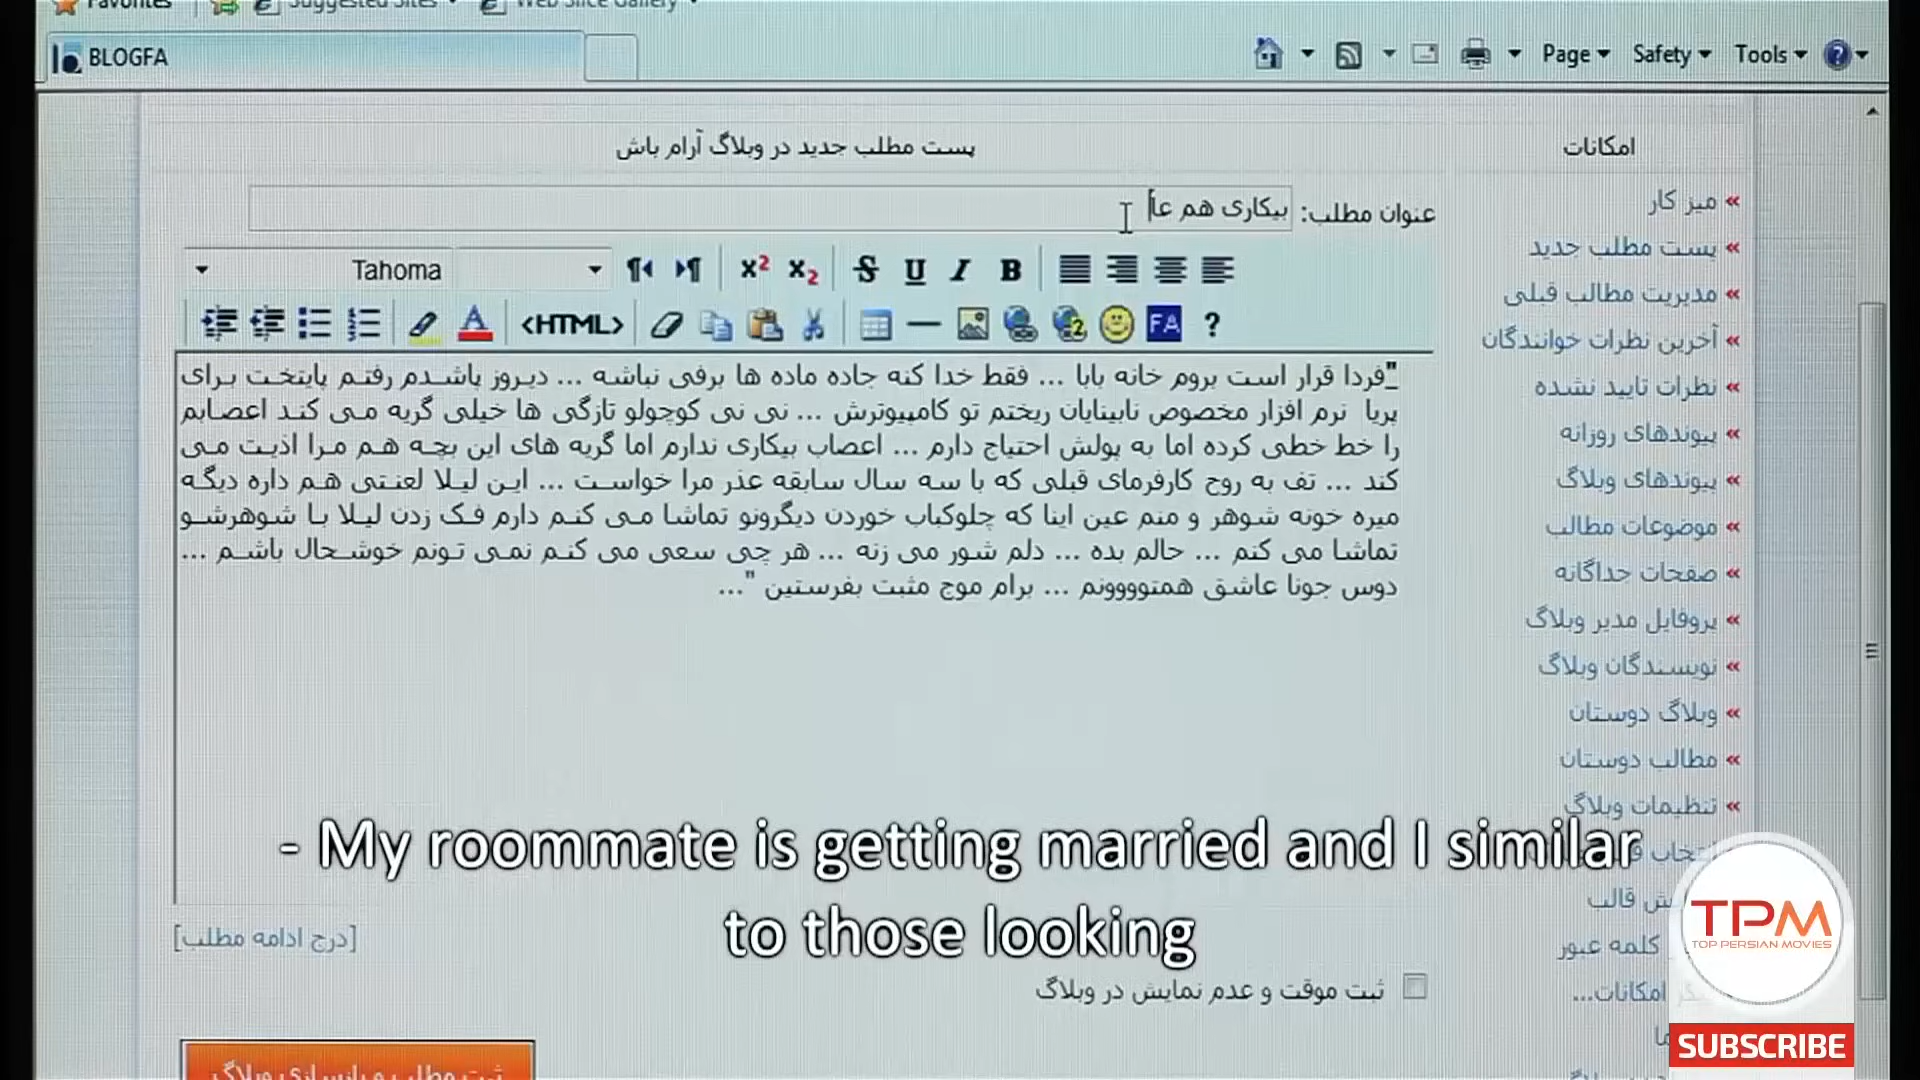 Favorites Suggested Sites Web Slice Gallery
BLOGFA
Page Safety Tools
پست مطلب جدید در وبلاگ آرام باش
عنوان مطلب: بیکاری هم عا
Tahoma
<HTML> FA ?
"فردا قرار است بروم خانه بابا ... فقط خدا کنه جاده ماده ها برفی نباشه ... دیروز پاشدم رفتم پایتخت برای
پریا نرم افزار مخصوص نابینایان ریختم تو کامپیوترش ... نی نی کوچولو تازگی ها خیلی گریه می کند اعصابم
را خط خطی کرده اما به پولش احتیاج دارم ... اعصاب بیکاری ندارم اما گریه های این بچه هم مرا اذیت می
کند ... تف به روح کارفرمای قبلی که با سه سال سابقه عذر مرا خواست ... این لیلا لعنتی هم داره دیگه
میره خونه شوهر و منم عین اینا که چلوکباب خوردن دیگرونو تماشا می کنم دارم فک زدن لیلا با شوهرشو
تماشا می کنم ... حالم بده ... دلم شور می زنه ... هر چی سعی می کنم نمی تونم خوشحال باشم ...
دوس جونا عاشق همتوووونم ... برام موج مثبت بفرستین "...
[درج ادامه مطلب]
ثبت موقت و عدم نمایش در وبلاگ
ثبت مطلب و بازسازی وبلاگ
امکانات
» میز کار
» پست مطلب جدید
» مدیریت مطالب قبلی
» آخرین نظرات خوانندگان
» نظرات تایید نشده
» پیوندهای روزانه
» پیوندهای وبلاگ
» موضوعات مطالب
» صفحات جداگانه
» پروفایل مدیر وبلاگ
» نویسندگان وبلاگ
» وبلاگ دوستان
» مطالب دوستان
» تنظیمات وبلاگ
قالب
کلمه عبور
امکانات...
- My roommate is getting married and I similar
to those looking
TPM
TOP PERSIAN MOVIES
SUBSCRIBE